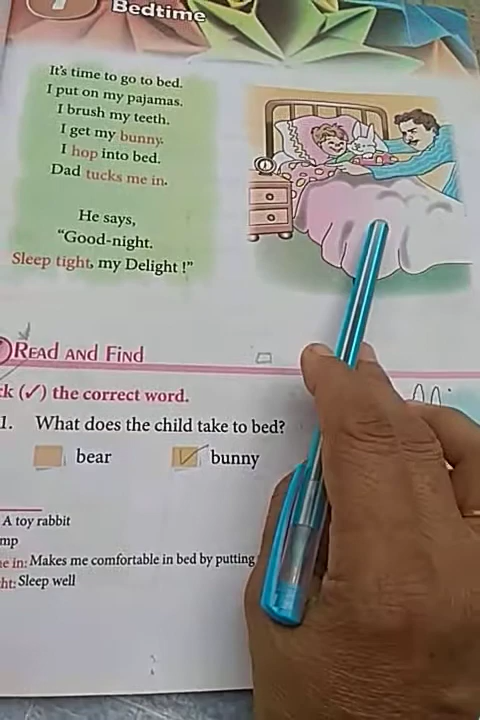 Bedtime
It's time to go to bed.
I put on my pajamas.
I brush my teeth.
I get my bunny.
I hop into bed.
Dad tucks me in.
He says,
"Good-night.
Sleep tight, my Delight !"
READ AND FIND
k (✓) the correct word.
1. What does the child take to bed?
bear
bunny
A toy rabbit
mp
e in: Makes me comfortable in bed by putting
ht: Sleep well